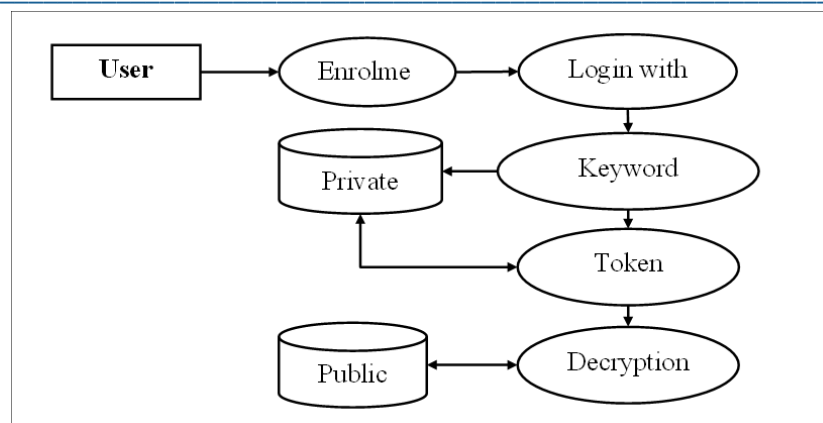 User
Enrolme
Login with
Private
Keyword
Token
Public
Decryption